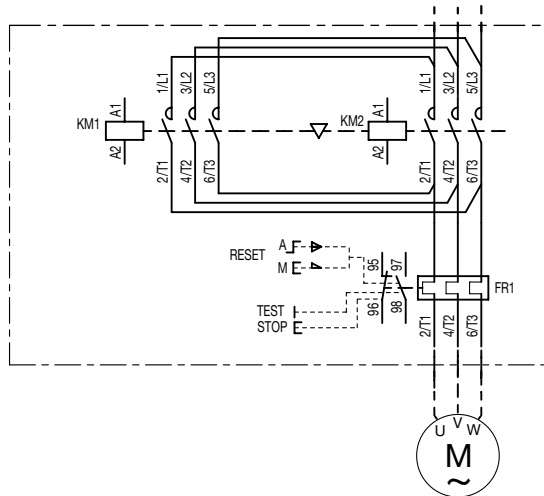 1/L1 3/L2 5/L3
1/L1 3/L2 5/L3
KM1 A1 A2
KM2 A1 A2
2/T1 4/T2 6/T3
2/T1 4/T2 6/T3
RESET A
M
95 97
96 98
FR1
TEST
STOP
2/T1 4/T2 6/T3
U V W
M
~